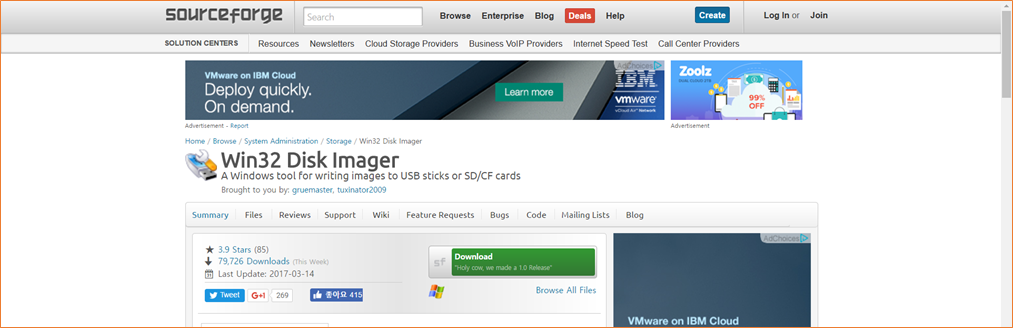 sourceforge
Search
Browse Enterprise Blog Deals Help
Create
Log In or Join
SOLUTION CENTERS Resources Newsletters Cloud Storage Providers Business VoIP Providers Internet Speed Test Call Center Providers
VMware on IBM Cloud
Deploy quickly.
On demand.
Learn more
AdChoices
IBM
vmware
Zoolz
99%
OFF
Advertisement - Report
Advertisement
Home / Browse / System Administration / Storage / Win32 Disk Imager
Win32 Disk Imager
A Windows tool for writing images to USB sticks or SD/CF cards
Brought to you by: gruemaster, tuxinator2009
Summary Files Reviews Support Wiki Feature Requests Bugs Code Mailing Lists Blog
3.9 Stars (85)
79,726 Downloads (This Week)
Last Update: 2017-03-14
Tweet G+1 269 좋아요 415
sf
Download
"Holy cow, we made a 1.0 Release"
Browse All Files
AdChoices
VMware on IBM Cloud